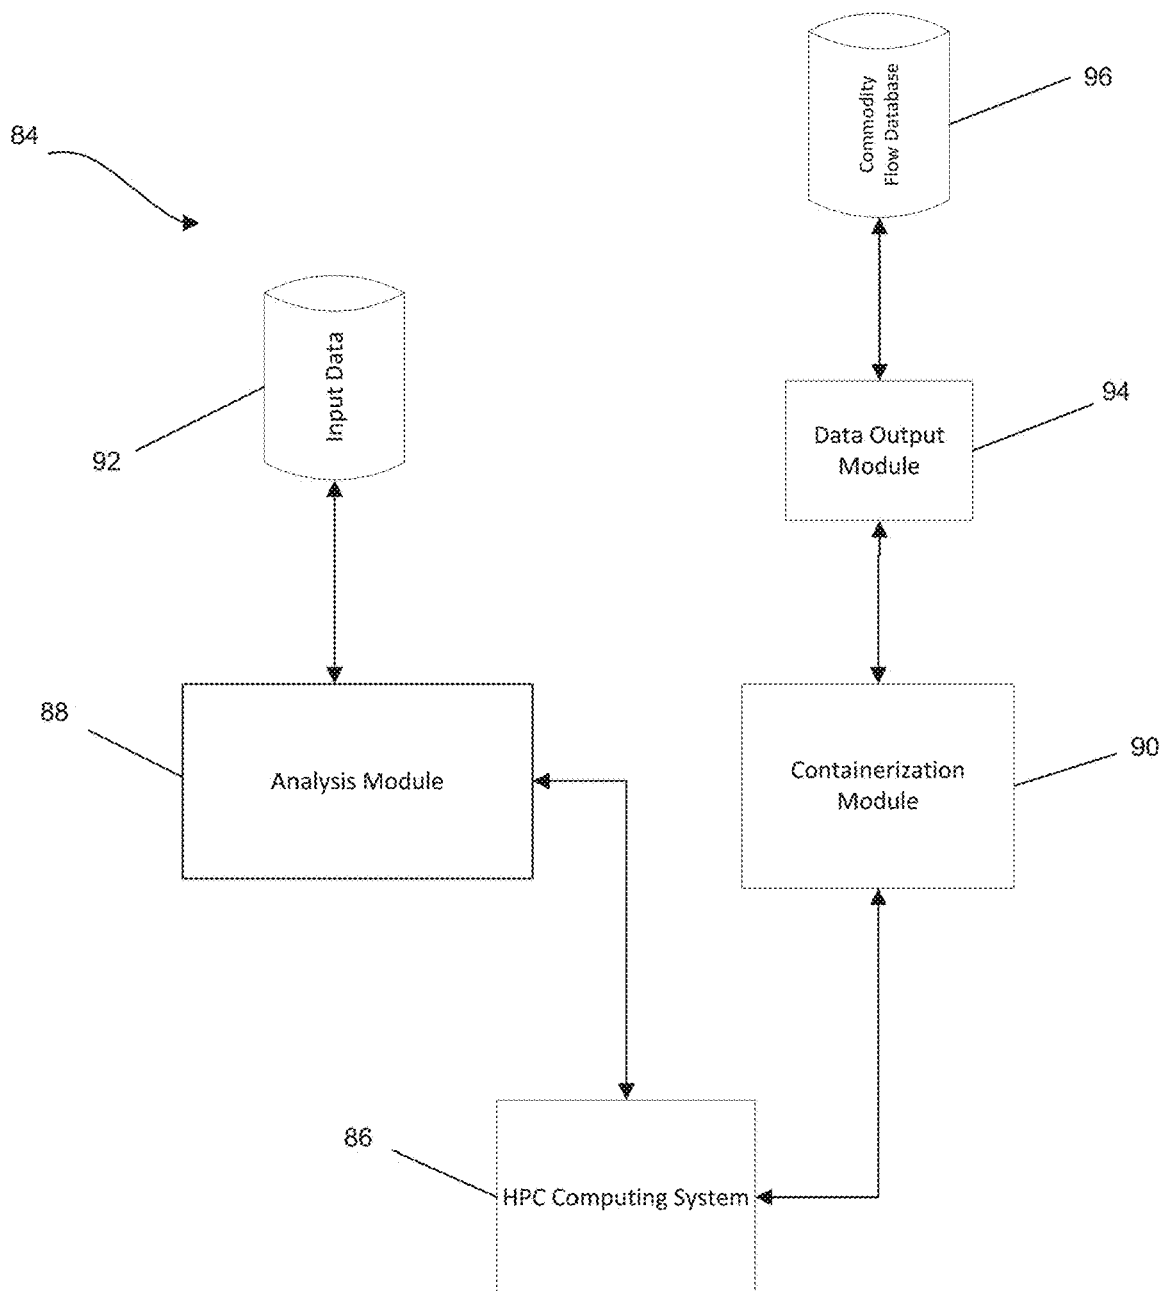 96
Commodity
Flow Database
84
Input Data
92
94
Data Output
Module
88
Analysis Module
90
Containerization
Module
86
HPC Computing System